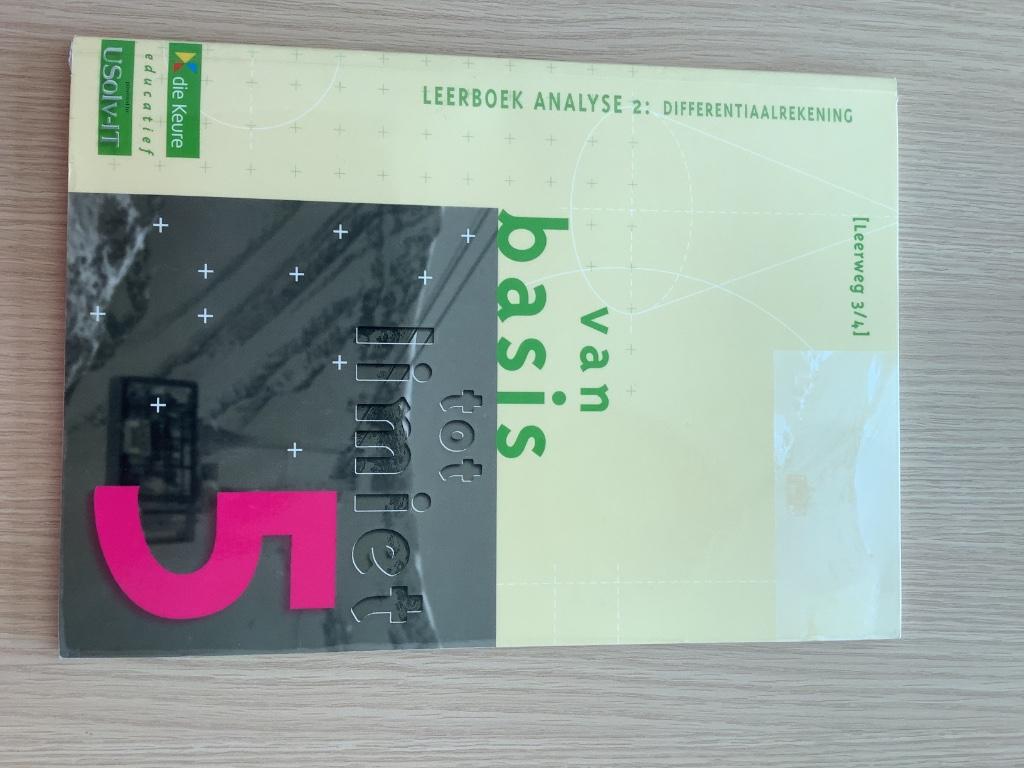 [Leerweg 3/4]
van
basis
tot
limiet
5
LEERBOEK ANALYSE 2: DIFFERENTIAALREKENING
die Keure
educatief
USolv-IT